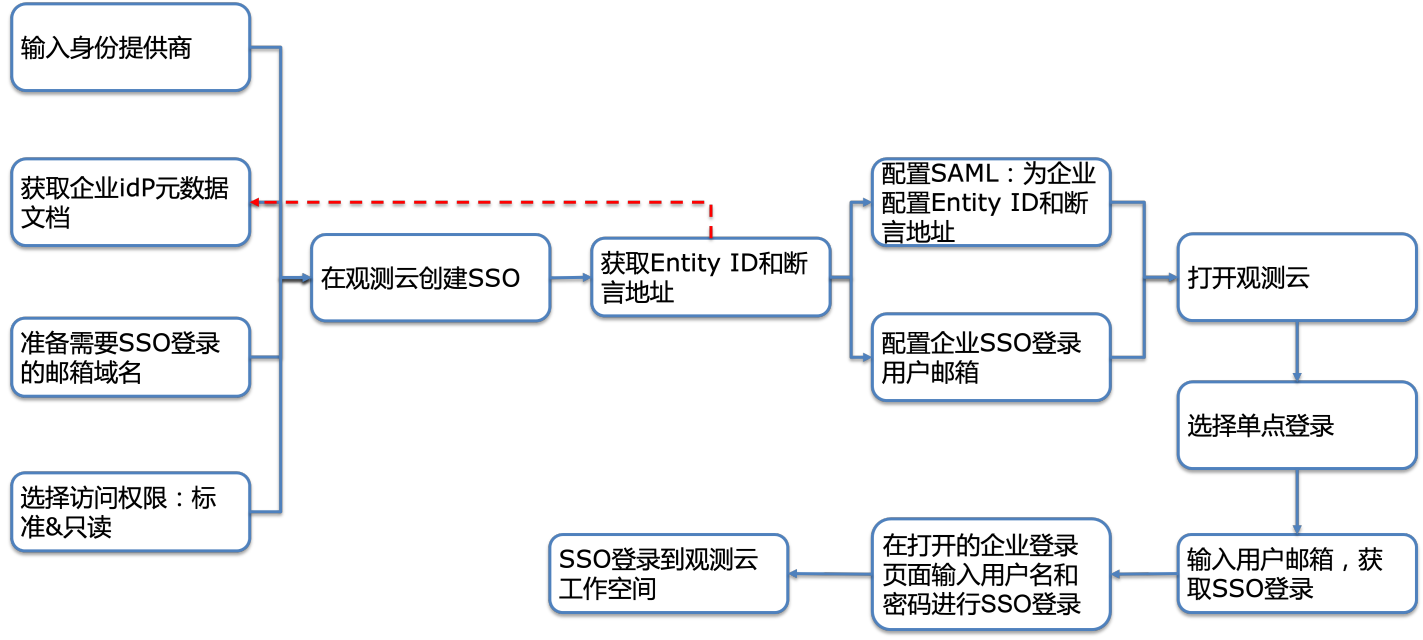 输入身份提供商
获取企业idP元数据
文档
准备需要SSO登录
的邮箱域名
选择访问权限：标
准&只读
在观测云创建SSO
获取Entity ID和断
言地址
配置SAML：为企业
配置Entity ID和断
言地址
配置企业SSO登录
用户邮箱
打开观测云
选择单点登录
输入用户邮箱，获
取SSO登录
在打开的企业登录
页面输入用户名和
密码进行SSO登录
SSO登录到观测云
工作空间